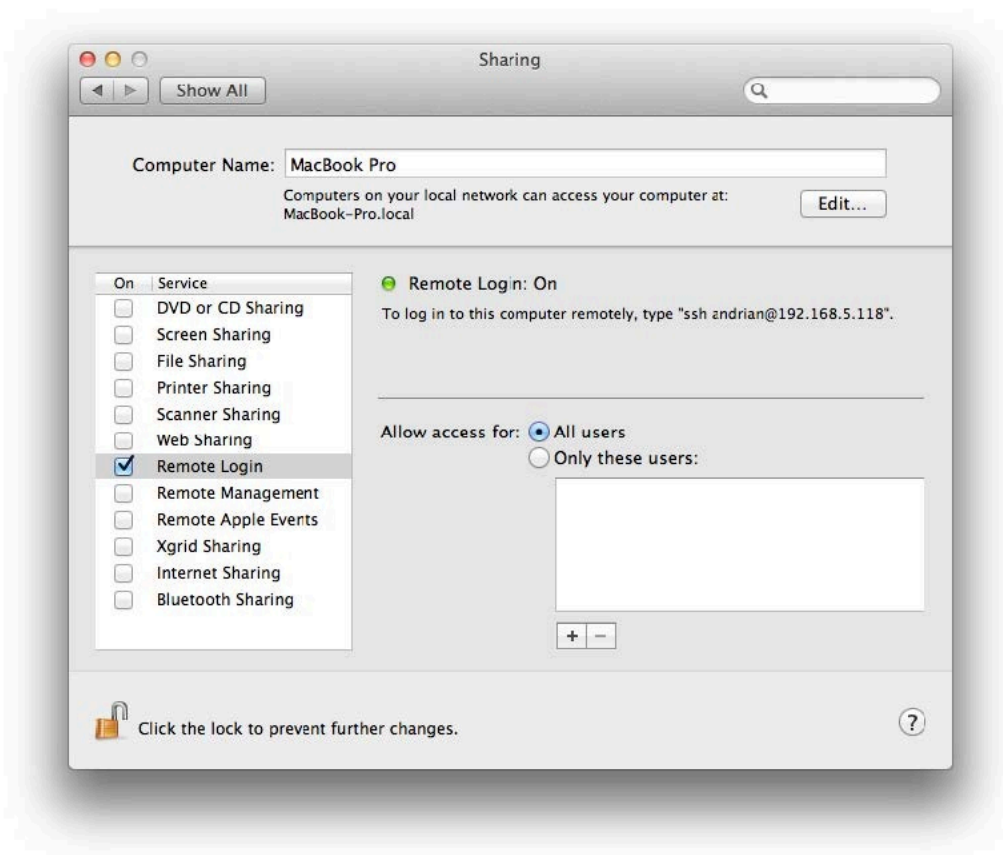 Sharing
Show All
Computer Name: MacBook Pro
Computers on your local network can access your computer at:
MacBook-Pro.local
Edit...
On Service
DVD or CD Sharing
Screen Sharing
File Sharing
Printer Sharing
Scanner Sharing
Web Sharing
Remote Login
Remote Management
Remote Apple Events
Xgrid Sharing
Internet Sharing
Bluetooth Sharing
Remote Login: On
To log in to this computer remotely, type "ssh andrian@192.168.5.118".
Allow access for: All users
Only these users:
+ −
Click the lock to prevent further changes.
?